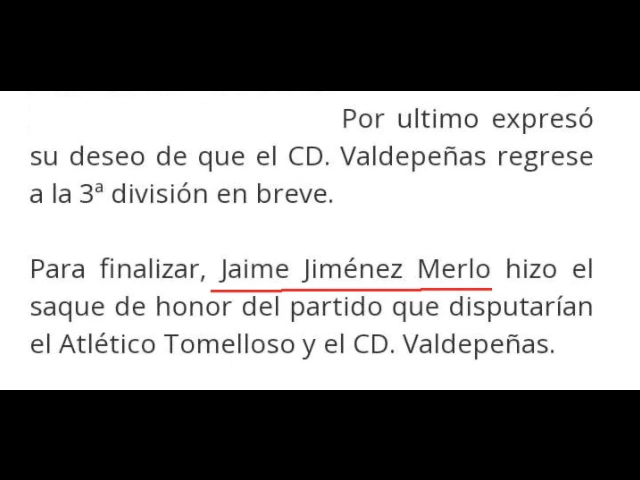 Por ultimo expresó
su deseo de que el CD. Valdepeñas regrese
a la 3ª división en breve.
Para finalizar, Jaime Jiménez Merlo hizo el
saque de honor del partido que disputarían
el Atlético Tomelloso y el CD. Valdepeñas.